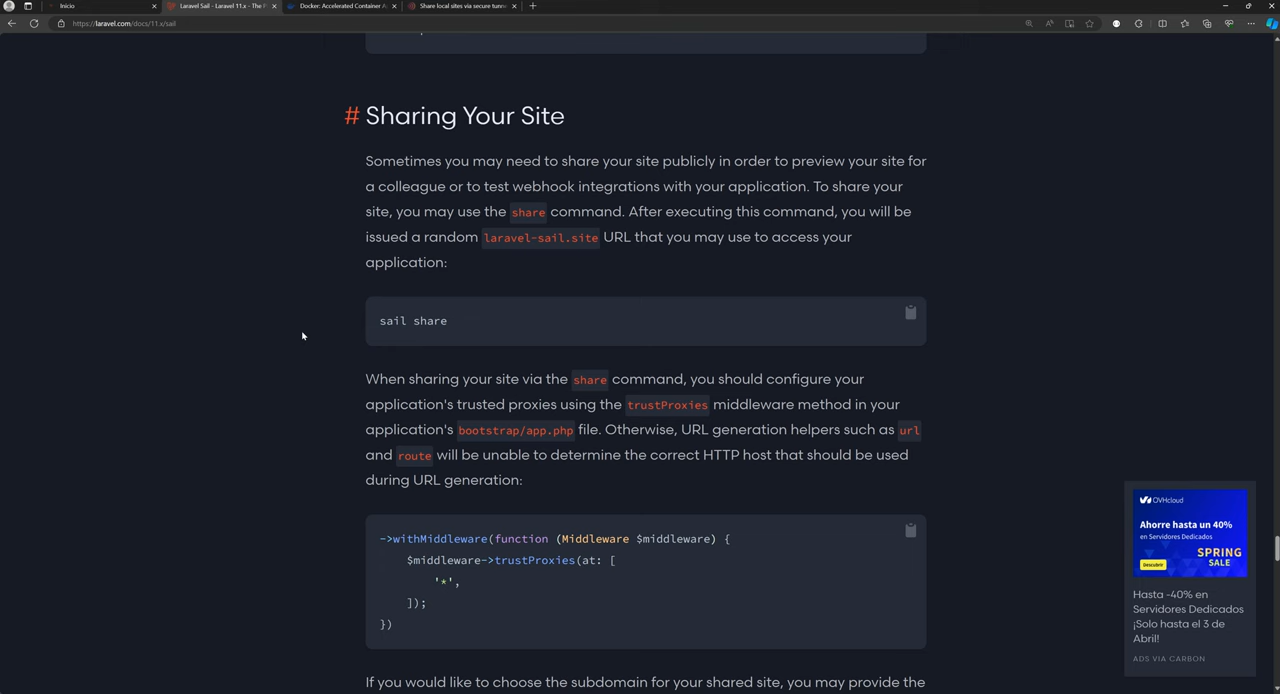 Inicio
Laravel Sail - Laravel 11.x - The P
Docker: Accelerated Container A
Share local sites via secure tunn
https://laravel.com/docs/11.x/sail
# Sharing Your Site
Sometimes you may need to share your site publicly in order to preview your site for
a colleague or to test webhook integrations with your application. To share your
site, you may use the share command. After executing this command, you will be
issued a random laravel-sail.site URL that you may use to access your
application:
sail share
When sharing your site via the share command, you should configure your
application's trusted proxies using the trustProxies middleware method in your
application's bootstrap/app.php file. Otherwise, URL generation helpers such as url
and route will be unable to determine the correct HTTP host that should be used
during URL generation:
->withMiddleware(function (Middleware $middleware) {
$middleware->trustProxies(at: [
'*',
]);
})
If you would like to choose the subdomain for your shared site, you may provide the
OVHcloud
Ahorre hasta un 40%
en Servidores Dedicados
SPRING
SALE
Descubrir
Hasta -40% en
Servidores Dedicados
¡Solo hasta el 3 de
Abril!
ADS VIA CARBON